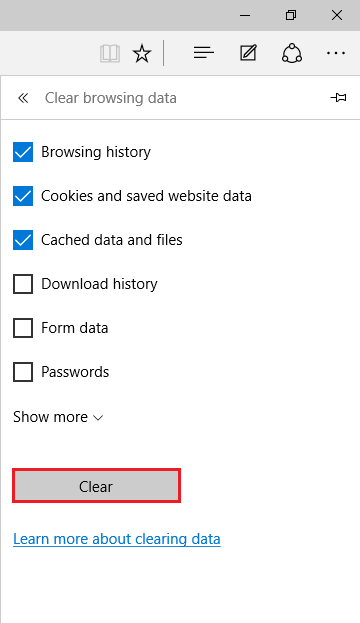 Clear browsing data
Browsing history
Cookies and saved website data
Cached data and files
Download history
Form data
Passwords
Show more
Clear
Learn more about clearing data